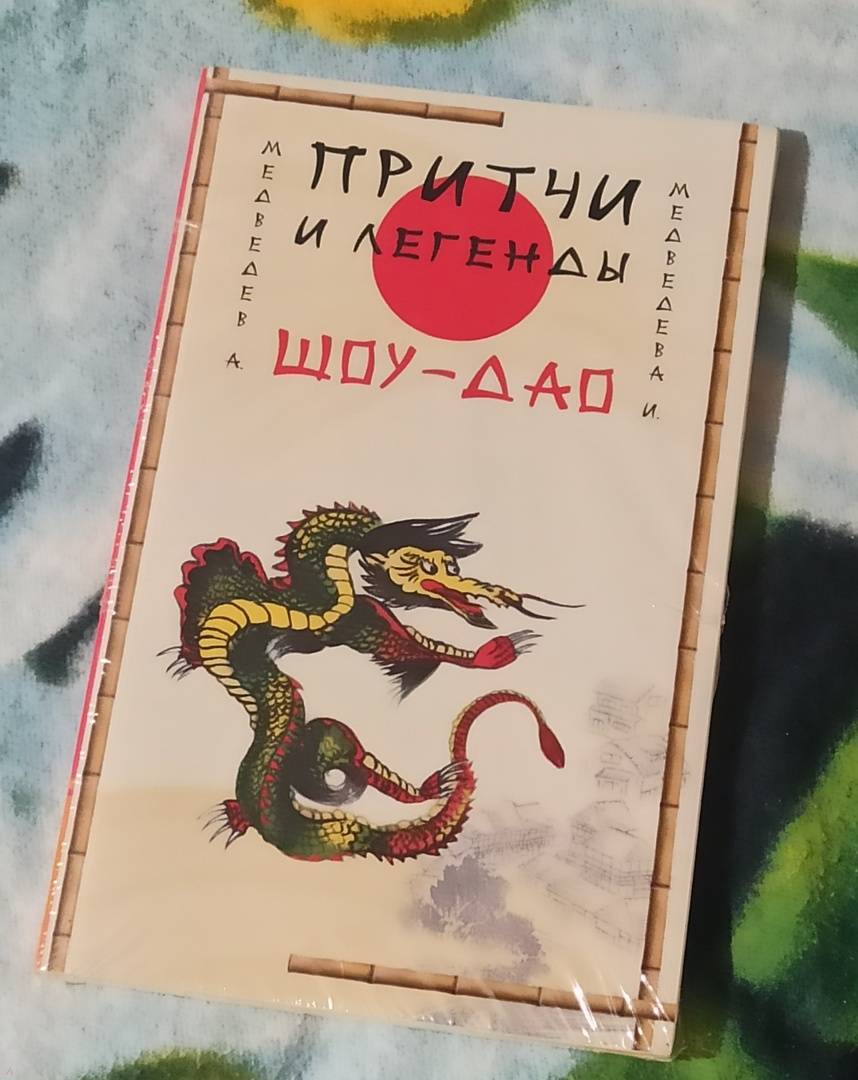 МЕДВЕДЕВ А.
ПРИТЧИ
И ЛЕГЕНДЫ
ШОУ-ДАО
МЕДВЕДЕВА И.